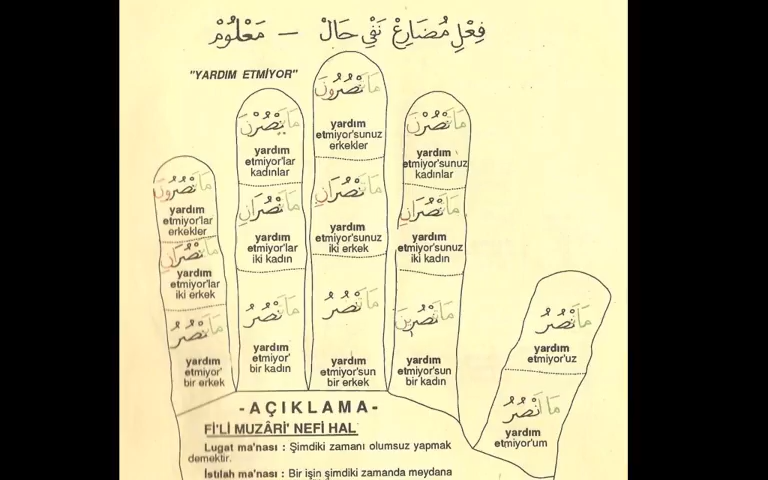 فِعْلِ مُضَارِعْ نَفْيِ حَالْ – مَعْلُومْ
"YARDIM ETMİYOR"
مَا يَنْصُرُونَ
yardım
etmiyor'lar
erkekler
مَا يَنْصُرَانِ
yardım
etmiyor'lar
iki erkek
مَا يَنْصُرُ
yardım
etmiyor'
bir erkek
مَا يَنْصُرْنَ
yardım
etmiyor'lar
kadınlar
مَا تَنْصُرَانِ
yardım
etmiyor'lar
iki kadın
مَا تَنْصُرُ
yardım
etmiyor'
bir kadın
مَا تَنْصُرُونَ
yardım
etmiyor'sunuz
erkekler
مَا تَنْصُرَانِ
yardım
etmiyor'sunuz
iki erkek
مَا تَنْصُرُ
yardım
etmiyor'sun
bir erkek
مَا تَنْصُرْنَ
yardım
etmiyor'sunuz
kadınlar
مَا تَنْصُرَانِ
yardım
etmiyor'sunuz
iki kadın
مَا تَنْصُرِينَ
yardım
etmiyor'sun
bir kadın
مَا نَنْصُرُ
yardım
etmiyor'uz
مَا اَنْصُرُ
yardım
etmiyor'um
-AÇIKLAMA-
Fİ'Lİ MUZÂRİ' NEFİ HAL
Lugat ma'nası : Şimdiki zamanı olumsuz yapmak
demektir.
İstılah ma'nası : Bir işin şimdiki zamanda meydana